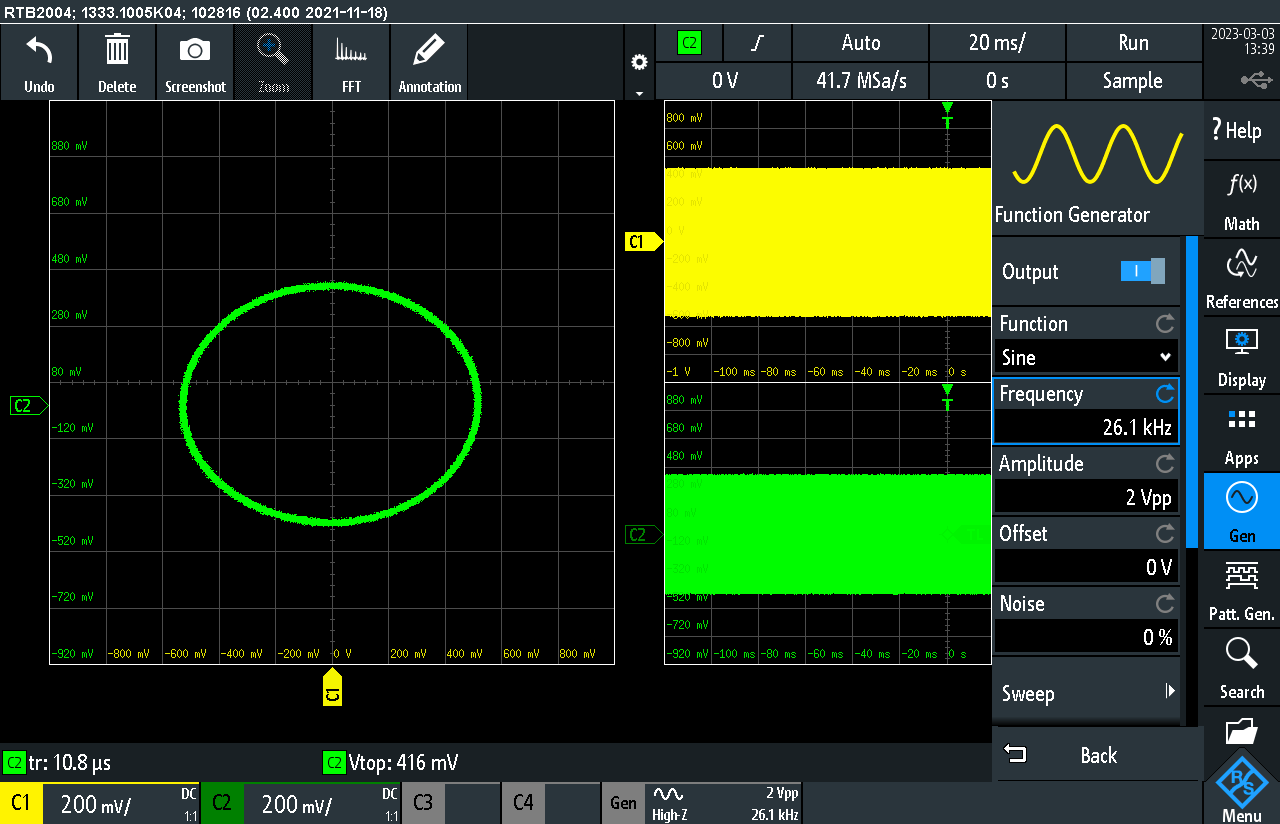 RTB2004; 1333.1005K04; 102816 (02.400 2021-11-18)
Undo
Delete
Screenshot
Zoom
FFT
Annotation
C2
Auto
20 ms/
Run
0 V
41.7 MSa/s
0 s
Sample
2023-03-03
13:39
880 mV
680 mV
480 mV
280 mV
80 mV
-120 mV
-320 mV
-520 mV
-720 mV
-920 mV
-800 mV
-600 mV
-400 mV
-200 mV
0 V
200 mV
400 mV
600 mV
800 mV
C2
C1
800 mV
600 mV
400 mV
200 mV
0 V
-200 mV
-400 mV
-600 mV
-800 mV
-1 V
-100 ms
-80 ms
-60 ms
-40 ms
-20 ms
0 s
T
C1
880 mV
680 mV
480 mV
280 mV
80 mV
-120 mV
-320 mV
-520 mV
-720 mV
-920 mV
-100 ms
-80 ms
-60 ms
-40 ms
-20 ms
0 s
T
C2
TL
Function Generator
Output
Function
Sine
Frequency
26.1 kHz
Amplitude
2 Vpp
Offset
0 V
Noise
0 %
Sweep
Back
? Help
f(x)
Math
References
Display
Apps
Gen
Patt. Gen.
Search
R S
Menu
C2 tr: 10.8 µs
C2 Vtop: 416 mV
C1
200 mV/
DC
1:1
C2
200 mV/
DC
1:1
C3
C4
Gen
High-Z
2 Vpp
26.1 kHz